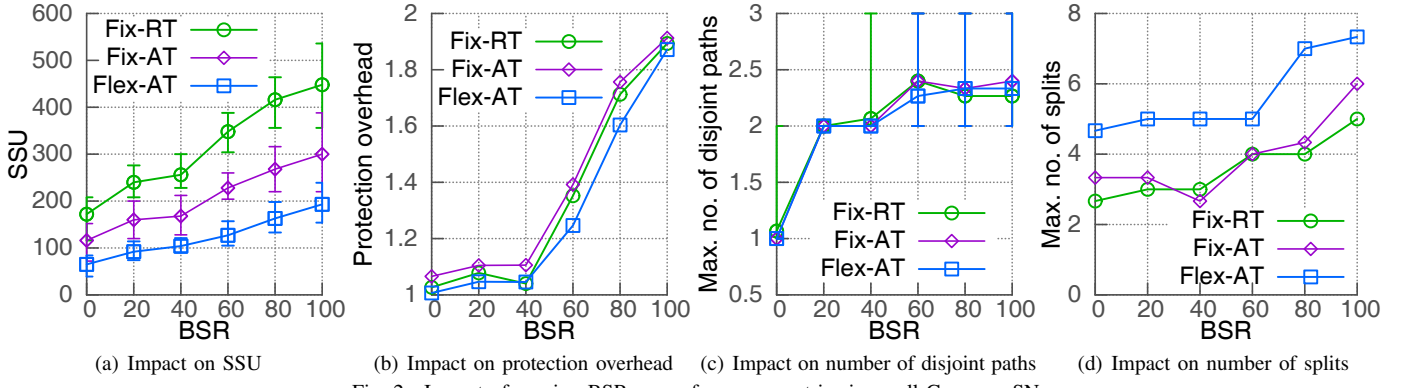 SSU
600
500
400
300
200
100
0
Fix-RT
Fix-AT
Flex-AT
0 20 40 60 80 100
BSR
(a) Impact on SSU
Protection overhead
2
1.8
1.6
1.4
1.2
1
Fix-RT
Fix-AT
Flex-AT
0 20 40 60 80 100
BSR
(b) Impact on protection overhead
Max. no. of disjoint paths
3
2.5
2
1.5
1
0.5
Fix-RT
Fix-AT
Flex-AT
0 20 40 60 80 100
BSR
(c) Impact on number of disjoint paths
Max. no. of splits
8
6
4
2
0
Fix-RT
Fix-AT
Flex-AT
0 20 40 60 80 100
BSR
(d) Impact on number of splits